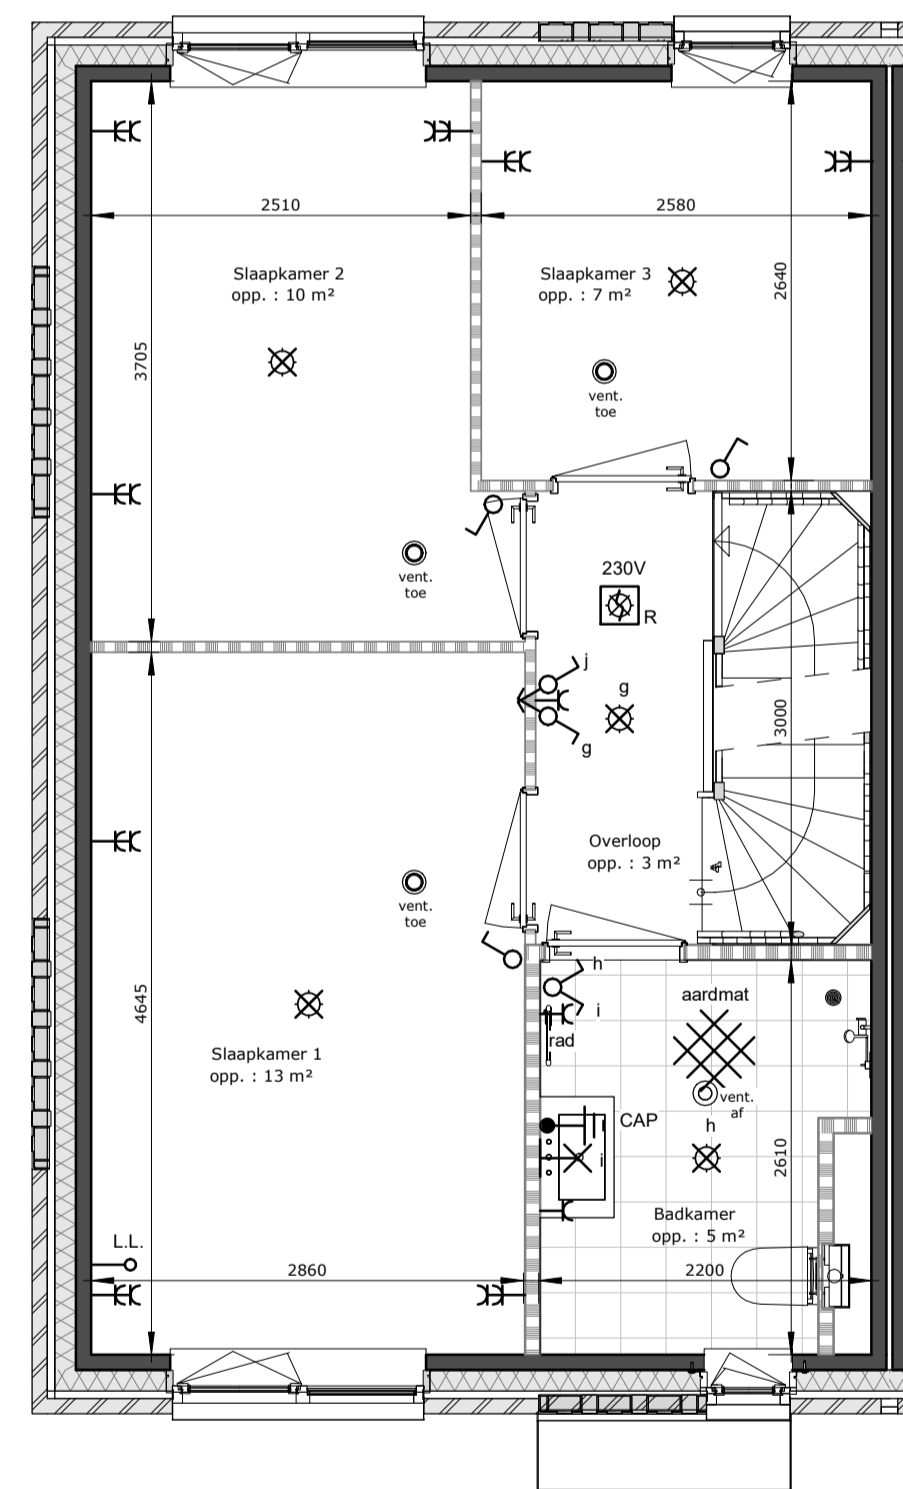 2510
2580
Slaapkamer 2
opp. : 10 m²
Slaapkamer 3
opp. : 7 m²
2640
3705
vent.
toe
vent.
toe
230V
R
j
g
g
3000
Overloop
opp. : 3 m²
vent.
toe
4645
Slaapkamer 1
opp. : 13 m²
h
i
rad
aardmat
vent.
af
CAP
h
i
2610
Badkamer
opp. : 5 m²
L.L.
2860
2200